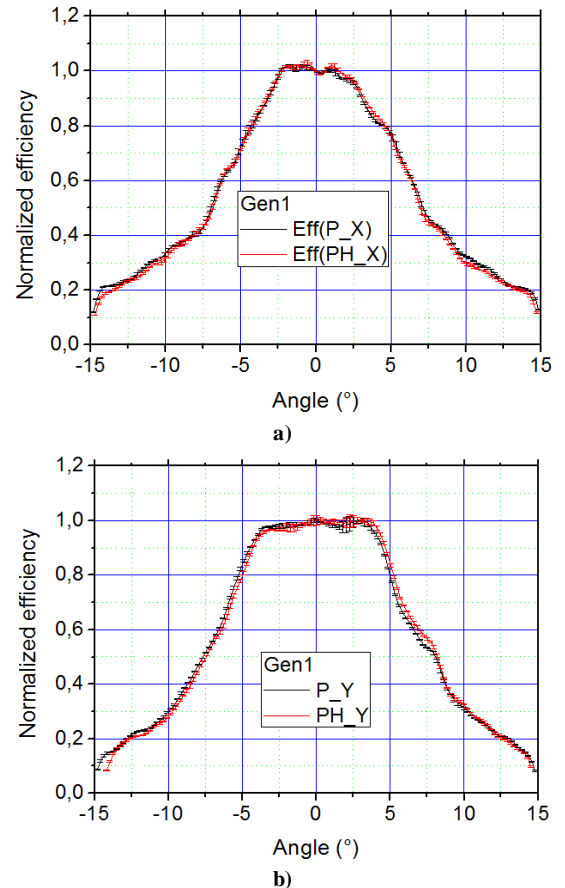 1,2
1,0
0,8
0,6
0,4
0,2
0,0
Normalized efficiency
Gen1
Eff(P_X)
Eff(PH_X)
-15 -10 -5 0 5 10 15
Angle (°)
a)
1,2
1,0
0,8
0,6
0,4
0,2
0,0
Normalized efficiency
Gen1
P_Y
PH_Y
-15 -10 -5 0 5 10 15
Angle (°)
b)